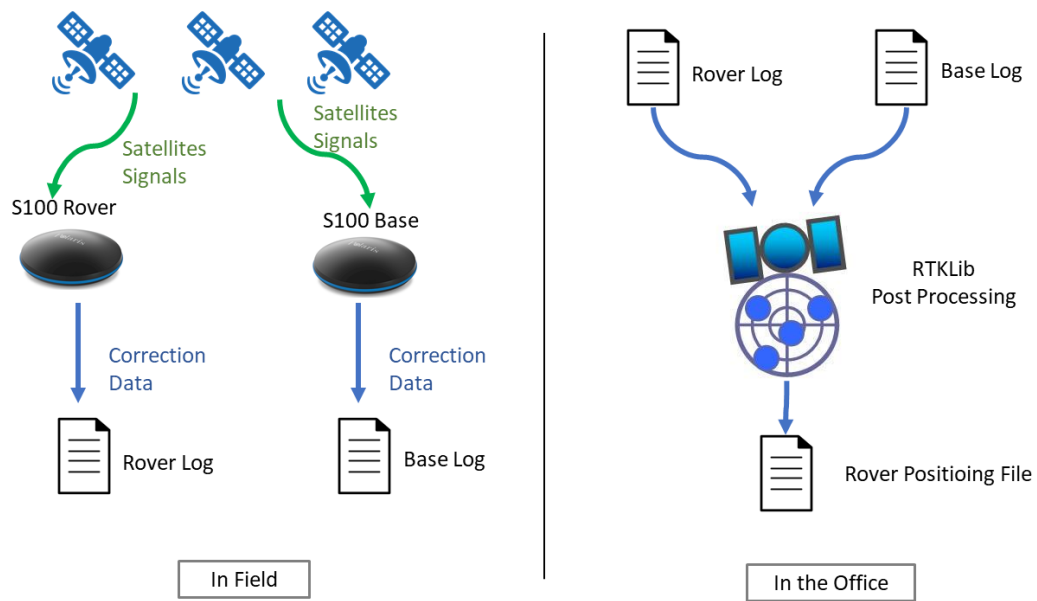 Satellites
Signals
Satellites
Signals
S100 Rover
S100 Base
Correction
Data
Correction
Data
Rover Log
Base Log
In Field
Rover Log
Base Log
RTKLib
Post Processing
Rover Positioing File
In the Office